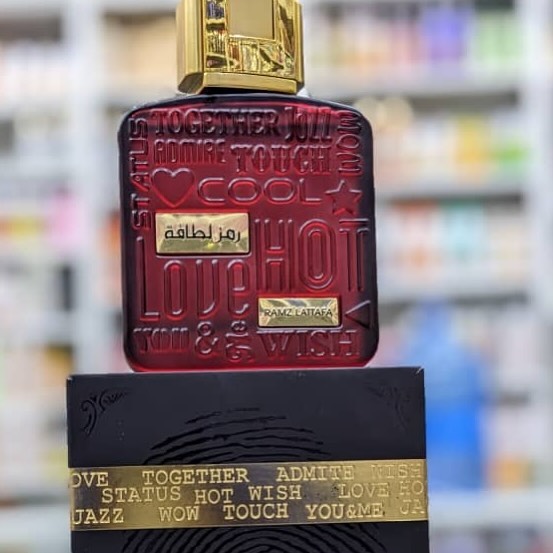 TOGETHER Jazz
STATUS
ADMIRE TOUCH
WOW
COOL
رمز لطافة
Love HOT
RAMZ LATTAFA
YOU & Me WISH
OVE TOGETHER ADMITE WISH
STATUS HOT WISH LOVE HO
JAZZ WOW TOUCH YOU&ME JA